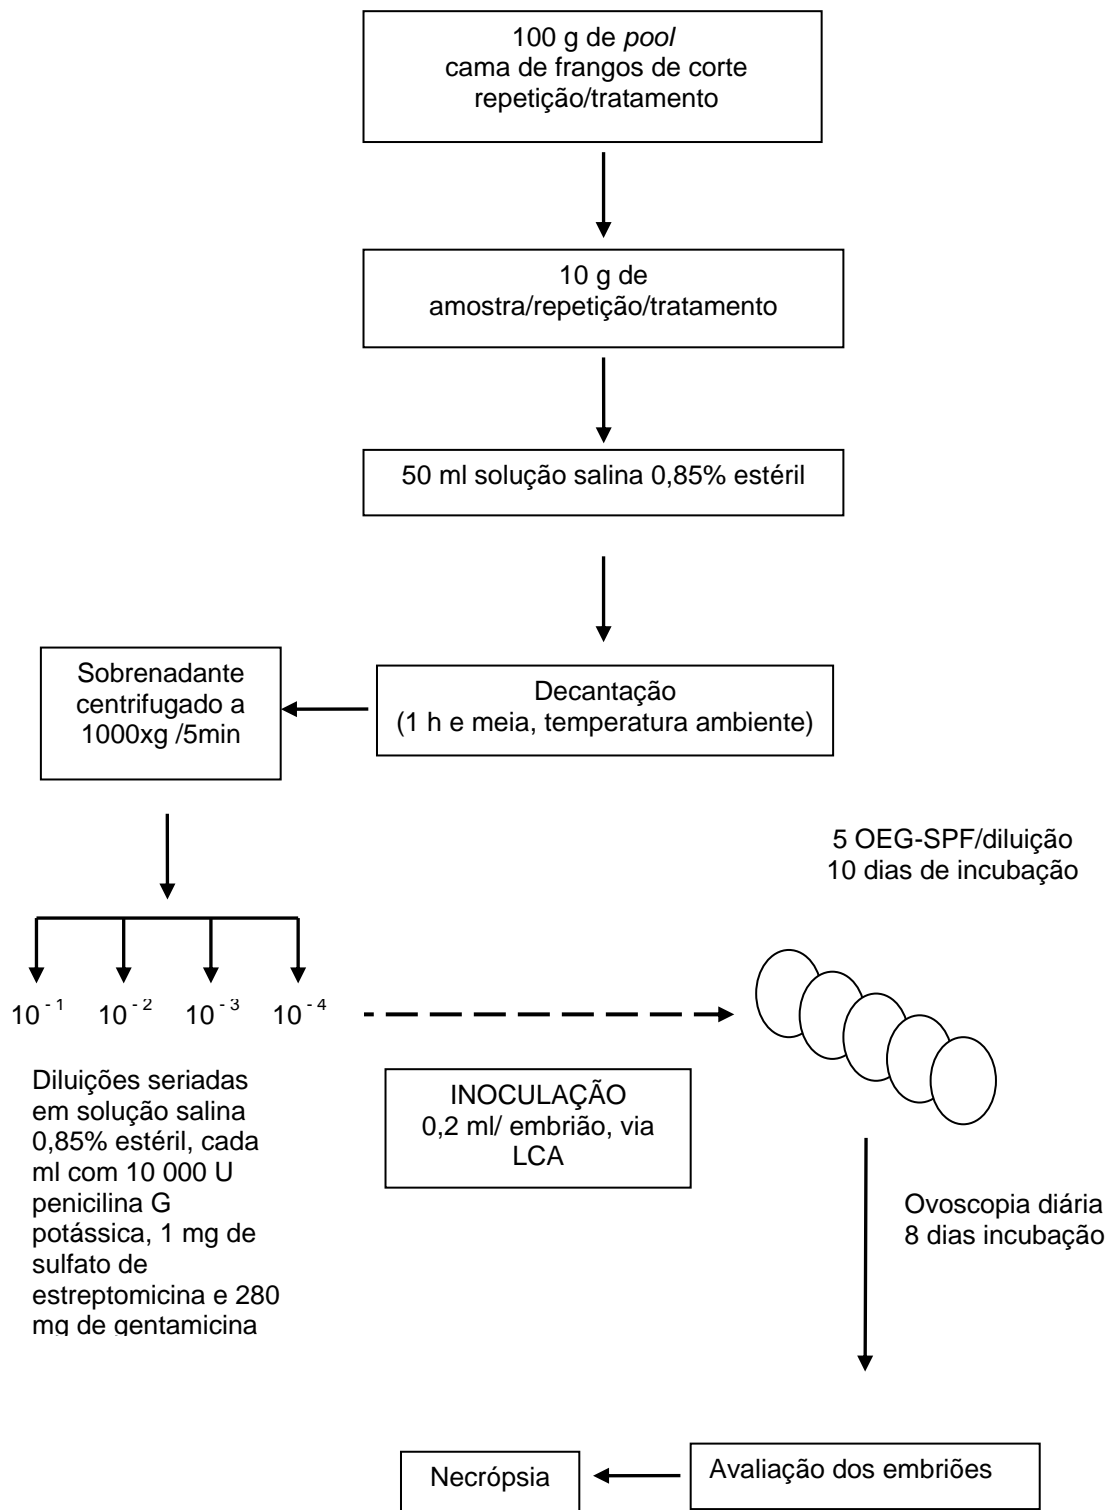 100 g de pool
cama de frangos de corte
repetição/tratamento
10 g de
amostra/repetição/tratamento
50 ml solução salina 0,85% estéril
Decantação
(1 h e meia, temperatura ambiente)
Sobrenadante
centrifugado a
1000xg /5min
5 OEG-SPF/diluição
10 dias de incubação
10⁻¹ 10⁻² 10⁻³ 10⁻⁴
Diluições seriadas
em solução salina
0,85% estéril, cada
ml com 10 000 U
penicilina G
potássica, 1 mg de
sulfato de
estreptomicina e 280
mg de gentamicina
INOCULAÇÃO
0,2 ml/ embrião, via
LCA
Ovoscopia diária
8 dias incubação
Avaliação dos embriões
Necrópsia